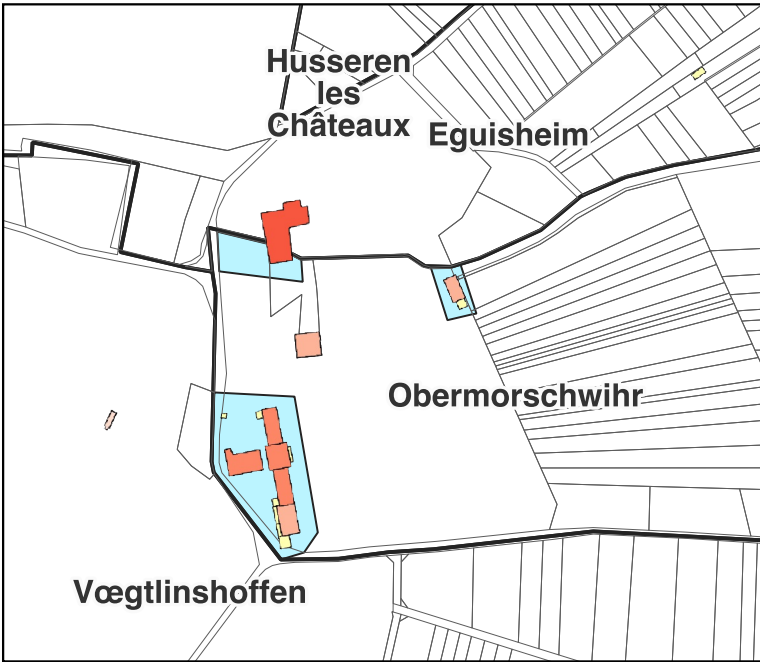 Husseren
les
Châteaux
Eguisheim
Obermorschwihr
Vœgtlinshoffen